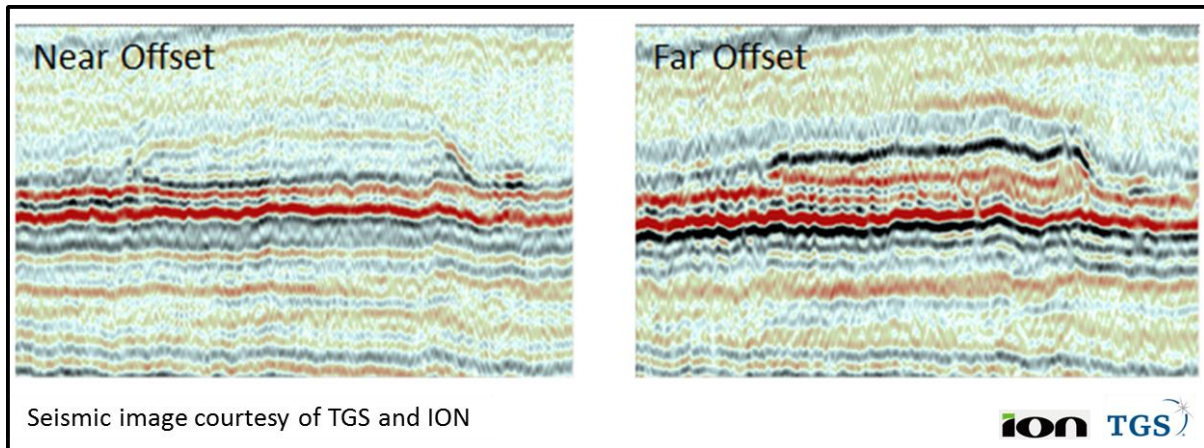 Near Offset
Far Offset
Seismic image courtesy of TGS and ION
ion TGS